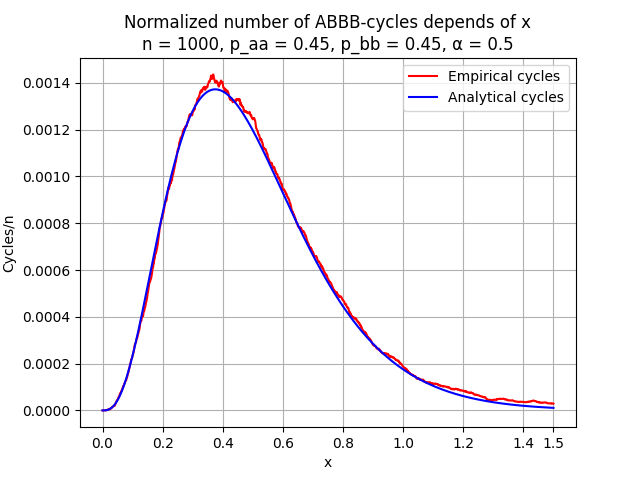 Normalized number of ABBB-cycles depends of x
n = 1000, p_aa = 0.45, p_bb = 0.45, α = 0.5
Empirical cycles
Analytical cycles
Cycles/n
0.0014
0.0012
0.0010
0.0008
0.0006
0.0004
0.0002
0.0000
0.0 0.2 0.4 0.6 0.8 1.0 1.2 1.4 1.5
x